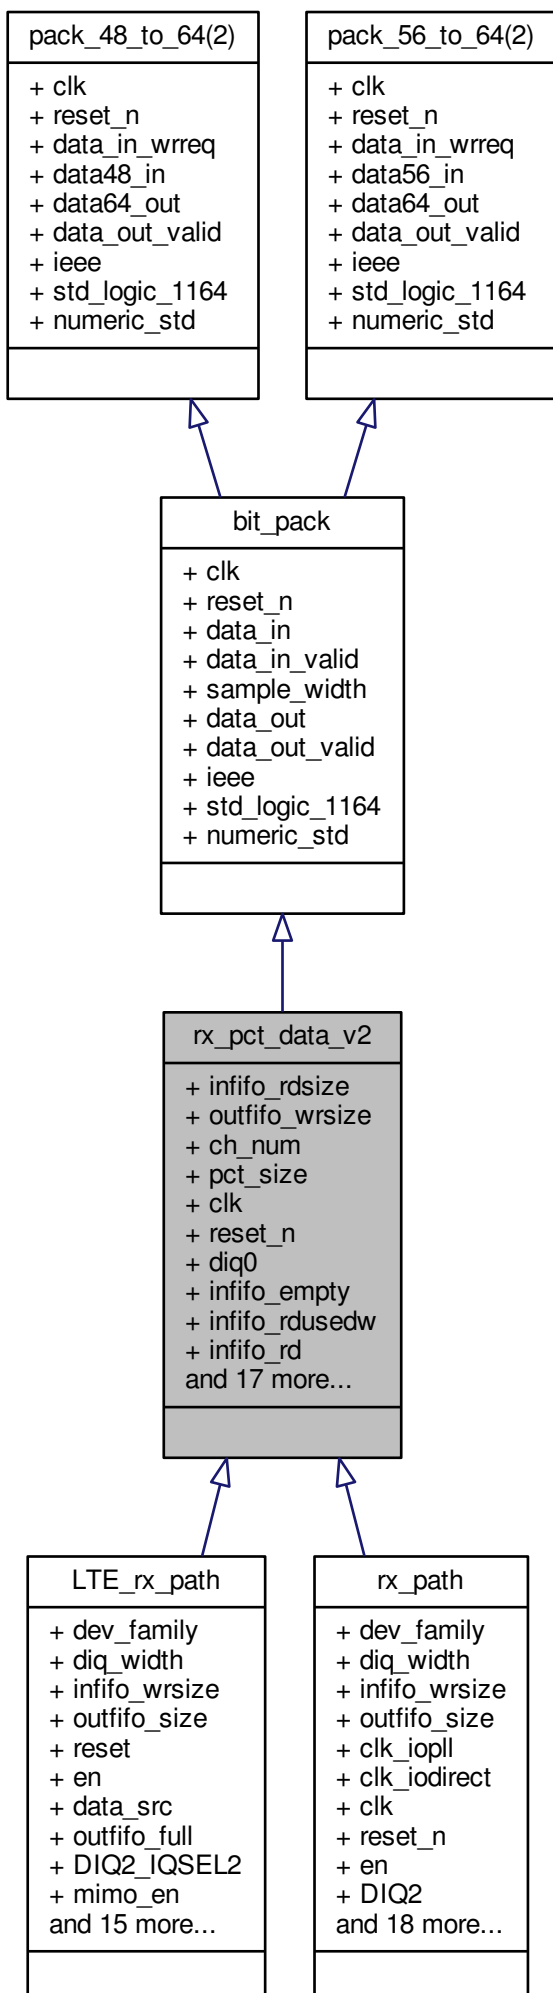 pack_48_to_64(2)
+ clk
+ reset_n
+ data_in_wrreq
+ data48_in
+ data64_out
+ data_out_valid
+ ieee
+ std_logic_1164
+ numeric_std
pack_56_to_64(2)
+ clk
+ reset_n
+ data_in_wrreq
+ data56_in
+ data64_out
+ data_out_valid
+ ieee
+ std_logic_1164
+ numeric_std
bit_pack
+ clk
+ reset_n
+ data_in
+ data_in_valid
+ sample_width
+ data_out
+ data_out_valid
+ ieee
+ std_logic_1164
+ numeric_std
rx_pct_data_v2
+ infifo_rdsize
+ outfifo_wrsize
+ ch_num
+ pct_size
+ clk
+ reset_n
+ diq0
+ infifo_empty
+ infifo_rdusedw
+ infifo_rd
and 17 more...
LTE_rx_path
+ dev_family
+ diq_width
+ infifo_wrsize
+ outfifo_size
+ reset
+ en
+ data_src
+ outfifo_full
+ DIQ2_IQSEL2
+ mimo_en
and 15 more...
rx_path
+ dev_family
+ diq_width
+ infifo_wrsize
+ outfifo_size
+ clk_iopll
+ clk_iodirect
+ clk
+ reset_n
+ en
+ DIQ2
and 18 more...